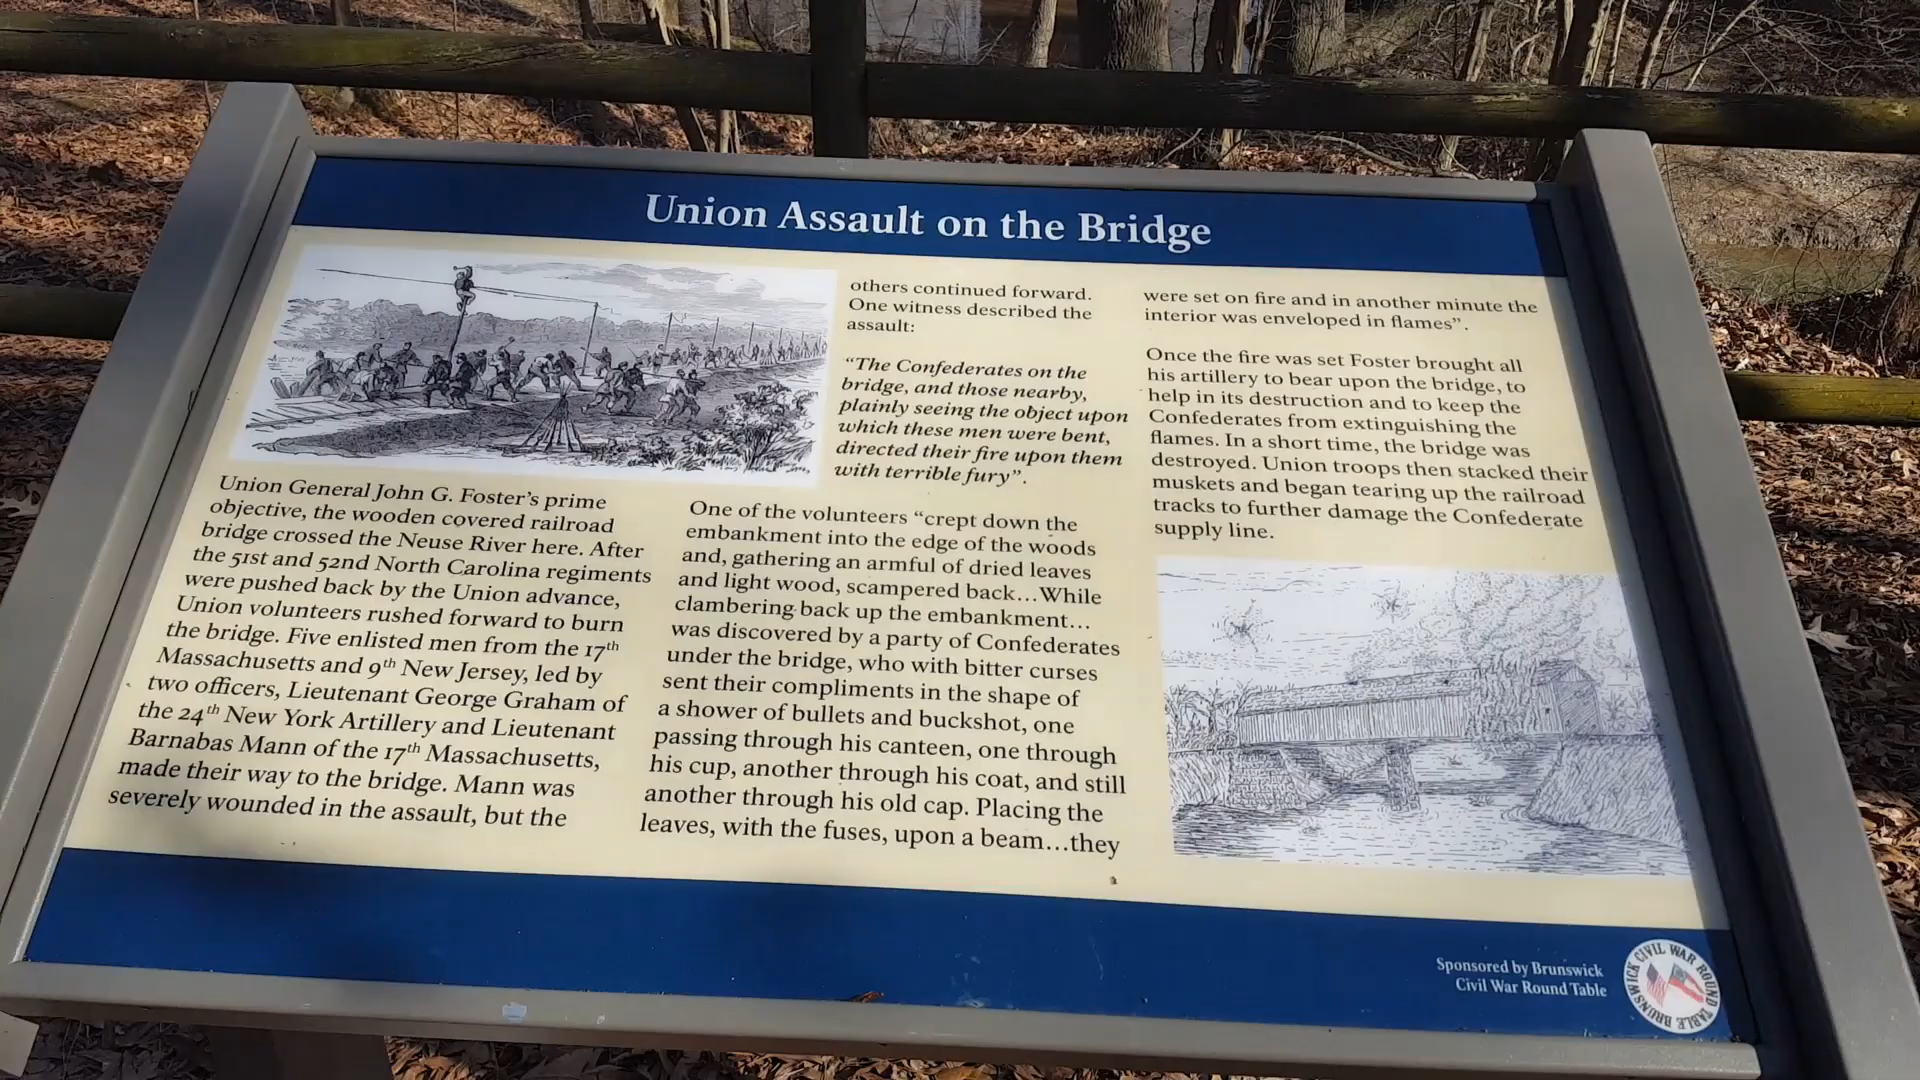 Union Assault on the Bridge
Union General John G. Foster's prime
objective, the wooden covered railroad
bridge crossed the Neuse River here. After
the 51st and 52nd North Carolina regiments
were pushed back by the Union advance,
Union volunteers rushed forward to burn
the bridge. Five enlisted men from the 17th
Massachusetts and 9th New Jersey, led by
two officers, Lieutenant George Graham of
the 24th New York Artillery and Lieutenant
Barnabas Mann of the 17th Massachusetts,
made their way to the bridge. Mann was
severely wounded in the assault, but the
others continued forward.
One witness described the
assault:
“The Confederates on the
bridge, and those nearby,
plainly seeing the object upon
which these men were bent,
directed their fire upon them
with terrible fury”.
One of the volunteers “crept down the
embankment into the edge of the woods
and, gathering an armful of dried leaves
and light wood, scampered back…While
clambering back up the embankment…
was discovered by a party of Confederates
under the bridge, who with bitter curses
sent their compliments in the shape of
a shower of bullets and buckshot, one
passing through his canteen, one through
his cup, another through his coat, and still
another through his old cap. Placing the
leaves, with the fuses, upon a beam…they
were set on fire and in another minute the
interior was enveloped in flames”.
Once the fire was set Foster brought all
his artillery to bear upon the bridge, to
help in its destruction and to keep the
Confederates from extinguishing the
flames. In a short time, the bridge was
destroyed. Union troops then stacked their
muskets and began tearing up the railroad
tracks to further damage the Confederate
supply line.
Sponsored by Brunswick
Civil War Round Table
BRUNSWICK CIVIL WAR ROUND TABLE